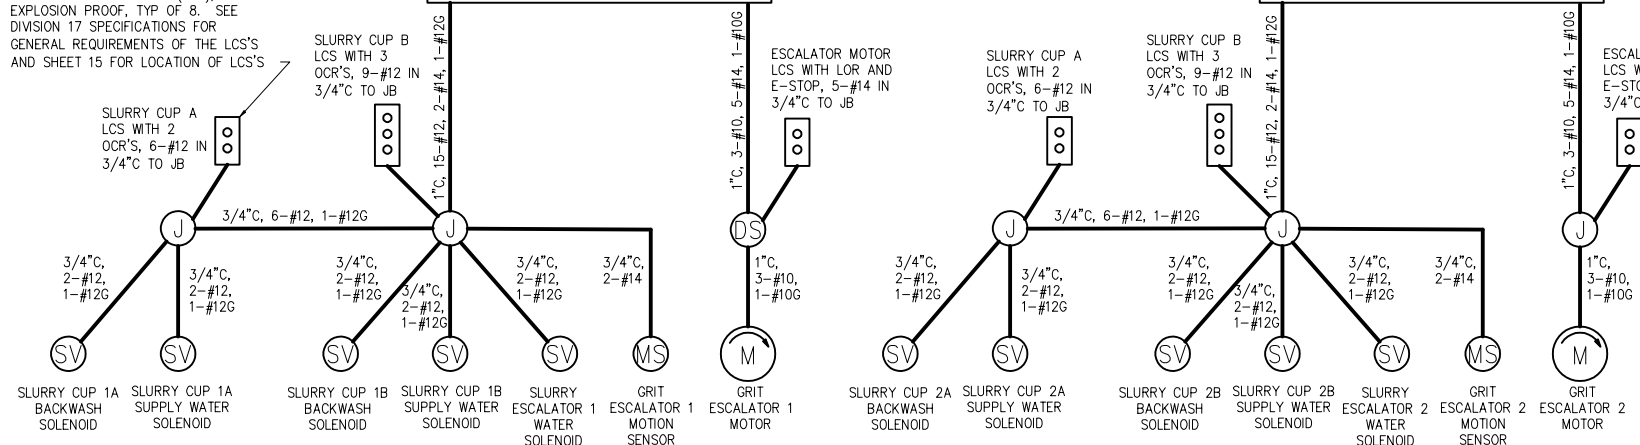 EXPLOSION PROOF, TYP OF 8. SEE
DIVISION 17 SPECIFICATIONS FOR
GENERAL REQUIREMENTS OF THE LCS'S
AND SHEET 15 FOR LOCATION OF LCS'S
SLURRY CUP A
LCS WITH 2
OCR'S, 6-#12 IN
3/4"C TO JB
SLURRY CUP B
LCS WITH 3
OCR'S, 9-#12 IN
3/4"C TO JB
1"C, 15-#12, 2-#14, 1-#12G
1"C, 3-#10, 5-#14, 1-#10G
ESCALATOR MOTOR
LCS WITH LOR AND
E-STOP, 5-#14 IN
3/4"C TO JB
J
3/4"C, 6-#12, 1-#12G
J
DS
3/4"C,
2-#12,
1-#12G
3/4"C,
2-#12,
1-#12G
3/4"C,
2-#12,
1-#12G
3/4"C,
2-#12,
1-#12G
3/4"C,
2-#12,
1-#12G
3/4"C,
2-#14
1"C,
3-#10,
1-#10G
SV
SV
SV
SV
SV
MS
M
SLURRY CUP 1A
BACKWASH
SOLENOID
SLURRY CUP 1A
SUPPLY WATER
SOLENOID
SLURRY CUP 1B
BACKWASH
SOLENOID
SLURRY CUP 1B
SUPPLY WATER
SOLENOID
SLURRY
ESCALATOR 1
WATER
SOLENOID
GRIT
ESCALATOR 1
MOTION
SENSOR
GRIT
ESCALATOR 1
MOTOR
SLURRY CUP A
LCS WITH 2
OCR'S, 6-#12 IN
3/4"C TO JB
SLURRY CUP B
LCS WITH 3
OCR'S, 9-#12 IN
3/4"C TO JB
1"C, 15-#12, 2-#14, 1-#12G
1"C, 3-#10, 5-#14, 1-#10G
ESCAL
LCS W
E-STO
3/4"C
J
3/4"C, 6-#12, 1-#12G
J
J
3/4"C,
2-#12,
1-#12G
3/4"C,
2-#12,
1-#12G
3/4"C,
2-#12,
1-#12G
3/4"C,
2-#12,
1-#12G
3/4"C,
2-#12,
1-#12G
3/4"C,
2-#14
1"C,
3-#10,
1-#10G
SV
SV
SV
SV
SV
MS
M
SLURRY CUP 2A
BACKWASH
SOLENOID
SLURRY CUP 2A
SUPPLY WATER
SOLENOID
SLURRY CUP 2B
BACKWASH
SOLENOID
SLURRY CUP 2B
SUPPLY WATER
SOLENOID
SLURRY
ESCALATOR 2
WATER
SOLENOID
GRIT
ESCALATOR 2
MOTION
SENSOR
GRIT
ESCALATOR 2
MOTOR